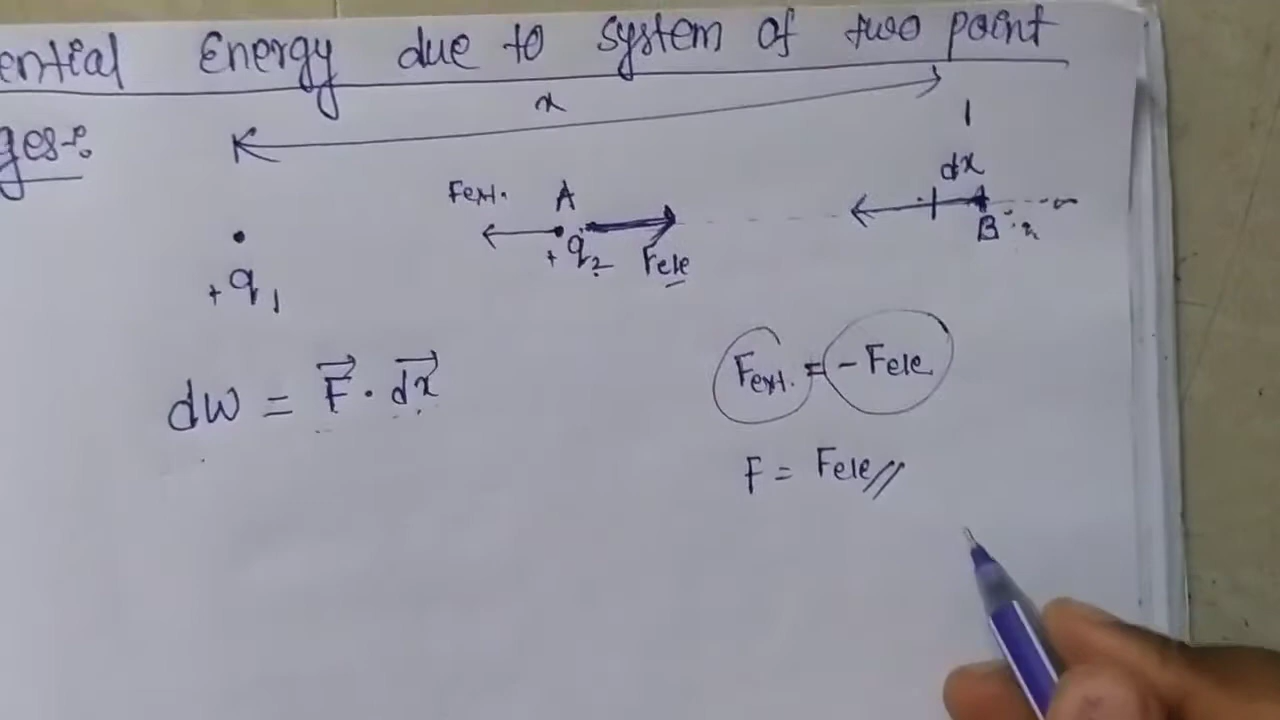 ential Energy due to system of two point
ges-:
x
dx
Fext. A
B
+q₁
+q₂ Fele
dw = F⃗ · dx⃗
Fext. = - Fele
F = Fele //